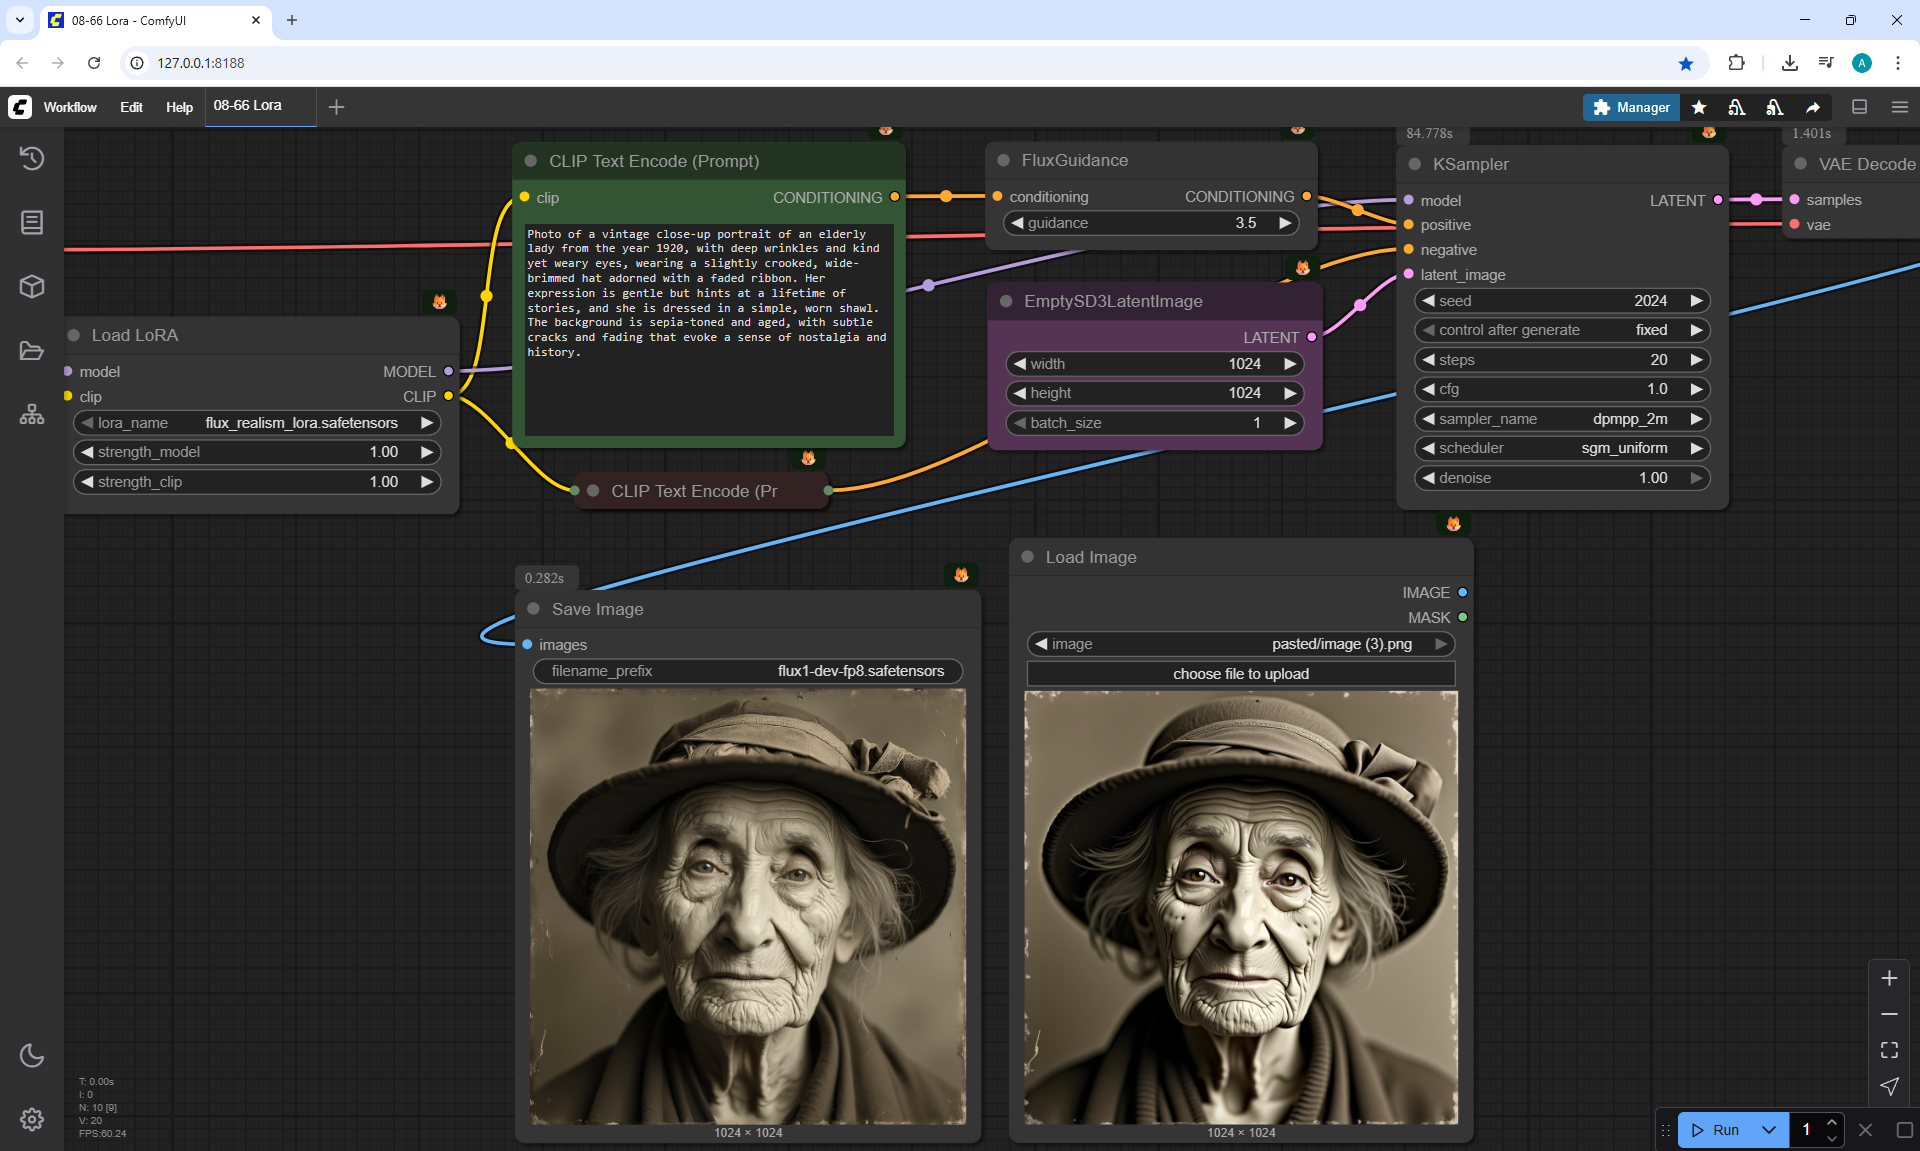 08-66 Lora - ComfyUI
127.0.0.1:8188
A
Workflow
Edit
Help
08-66 Lora
Manager
84.778s
1.401s
CLIP Text Encode (Prompt)
clip
CONDITIONING
Photo of a vintage close-up portrait of an elderly
lady from the year 1920, with deep wrinkles and kind
yet weary eyes, wearing a slightly crooked, wide-
brimmed hat adorned with a faded ribbon. Her
expression is gentle but hints at a lifetime of
stories, and she is dressed in a simple, worn shawl.
The background is sepia-toned and aged, with subtle
cracks and fading that evoke a sense of nostalgia and
history.
FluxGuidance
conditioning
CONDITIONING
guidance
3.5
KSampler
model
LATENT
positive
negative
latent_image
seed
2024
control after generate
fixed
steps
20
cfg
1.0
sampler_name
dpmpp_2m
scheduler
sgm_uniform
denoise
1.00
VAE Decode
samples
vae
EmptySD3LatentImage
LATENT
width
1024
height
1024
batch_size
1
Load LoRA
model
MODEL
clip
CLIP
lora_name
flux_realism_lora.safetensors
strength_model
1.00
strength_clip
1.00
CLIP Text Encode (Pr
0.282s
Save Image
images
filename_prefix
flux1-dev-fp8.safetensors
1024 × 1024
Load Image
IMAGE
MASK
image
pasted/image (3).png
choose file to upload
1024 × 1024
T: 0.00s
I: 0
N: 10 [9]
V: 20
FPS:60.24
Run
1